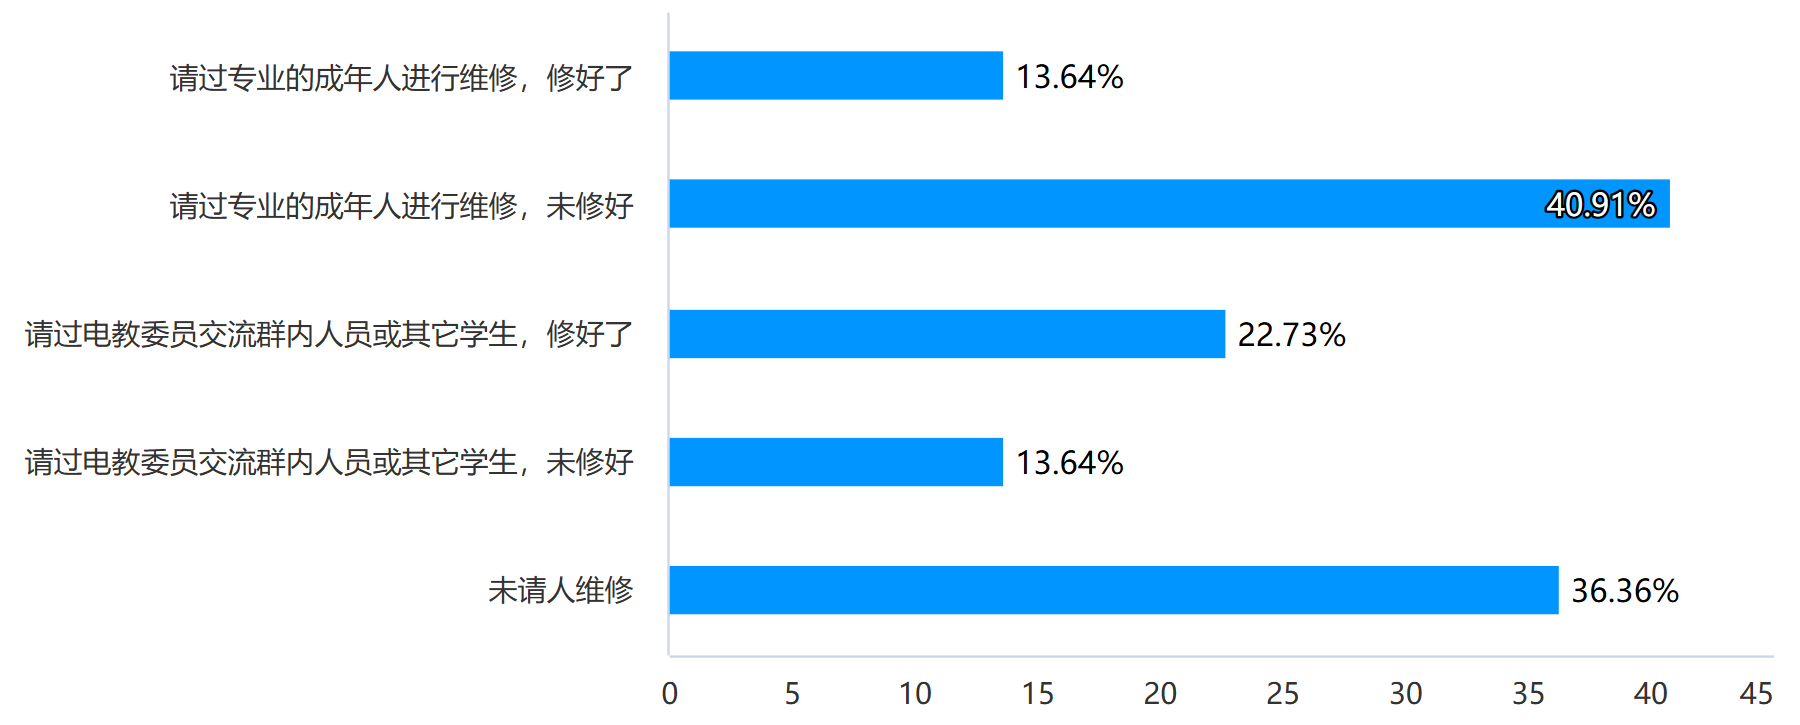 请过专业的成年人进行维修，修好了
13.64%
请过专业的成年人进行维修，未修好
40.91%
请过电教委员交流群内人员或其它学生，修好了
22.73%
请过电教委员交流群内人员或其它学生，未修好
13.64%
未请人维修
36.36%
0 5 10 15 20 25 30 35 40 45